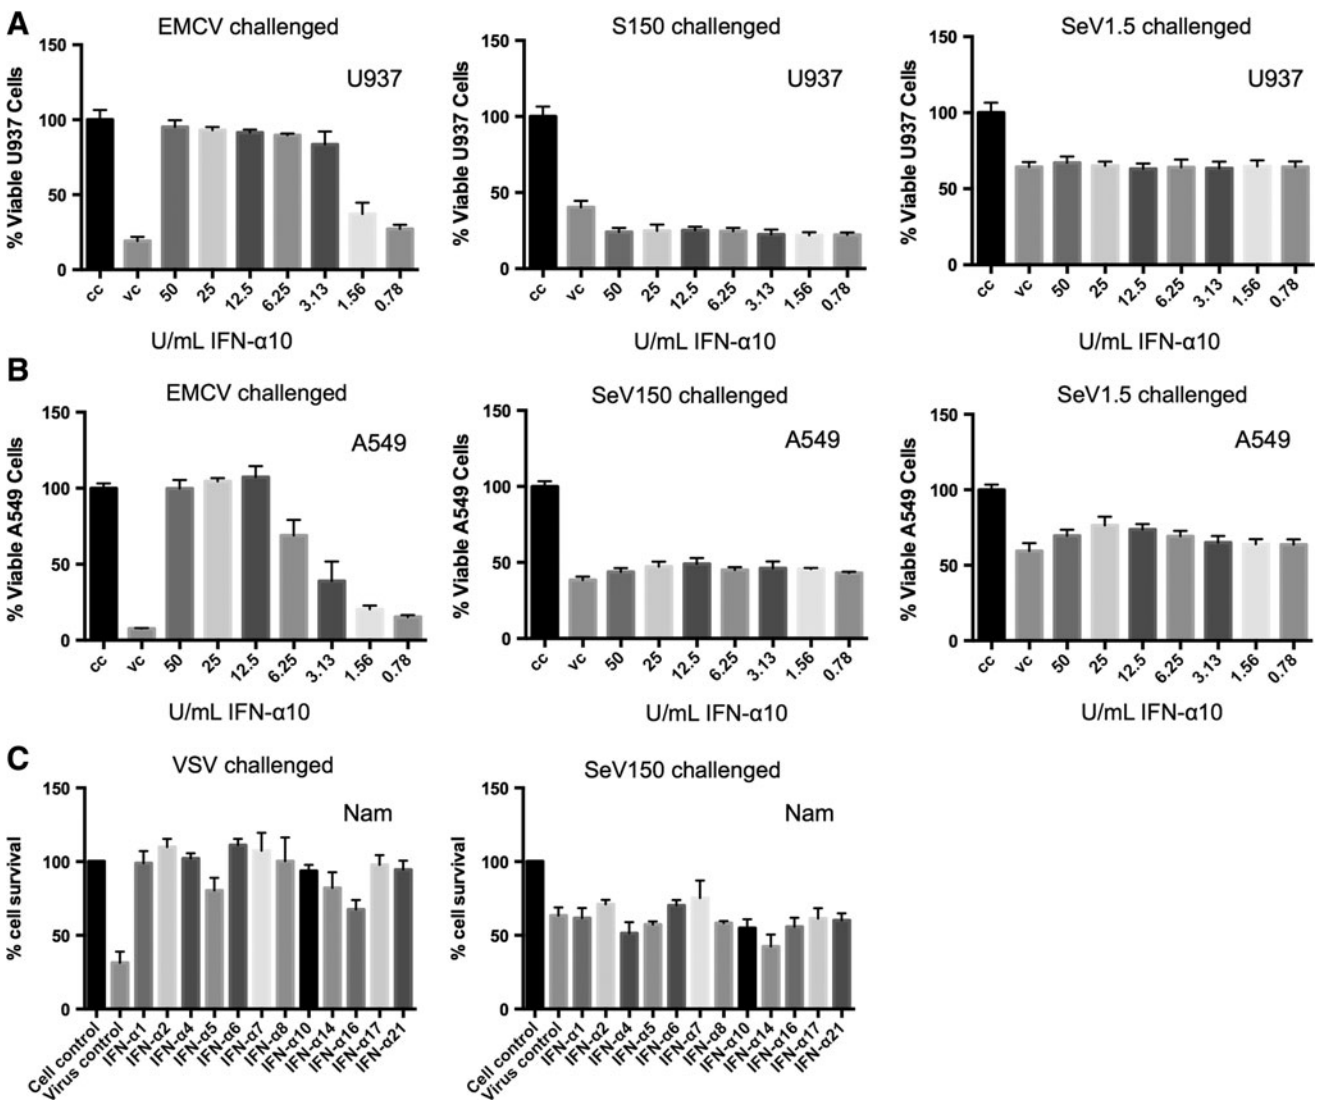 A
EMCV challenged
U937
% Viable U937 Cells
150
100
50
0
cc
vc
50
25
12.5
6.25
3.13
1.56
0.78
U/mL IFN-α10
S150 challenged
U937
% Viable U937 Cells
150
100
50
0
cc
vc
50
25
12.5
6.25
3.13
1.56
0.78
U/mL IFN-α10
SeV1.5 challenged
U937
% Viable U937 Cells
150
100
50
0
cc
vc
50
25
12.5
6.25
3.13
1.56
0.78
U/mL IFN-α10
B
EMCV challenged
A549
% Viable A549 Cells
150
100
50
0
cc
vc
50
25
12.5
6.25
3.13
1.56
0.78
U/mL IFN-α10
SeV150 challenged
A549
% Viable A549 Cells
150
100
50
0
cc
vc
50
25
12.5
6.25
3.13
1.56
0.78
U/mL IFN-α10
SeV1.5 challenged
A549
% Viable A549 Cells
150
100
50
0
cc
vc
50
25
12.5
6.25
3.13
1.56
0.78
U/mL IFN-α10
C
VSV challenged
Nam
% cell survival
150
100
50
0
Cell control
Virus control
IFN-α1
IFN-α2
IFN-α4
IFN-α5
IFN-α6
IFN-α7
IFN-α8
IFN-α10
IFN-α14
IFN-α16
IFN-α17
IFN-α21
SeV150 challenged
Nam
% cell survival
150
100
50
0
Cell control
Virus control
IFN-α1
IFN-α2
IFN-α4
IFN-α5
IFN-α6
IFN-α7
IFN-α8
IFN-α10
IFN-α14
IFN-α16
IFN-α17
IFN-α21